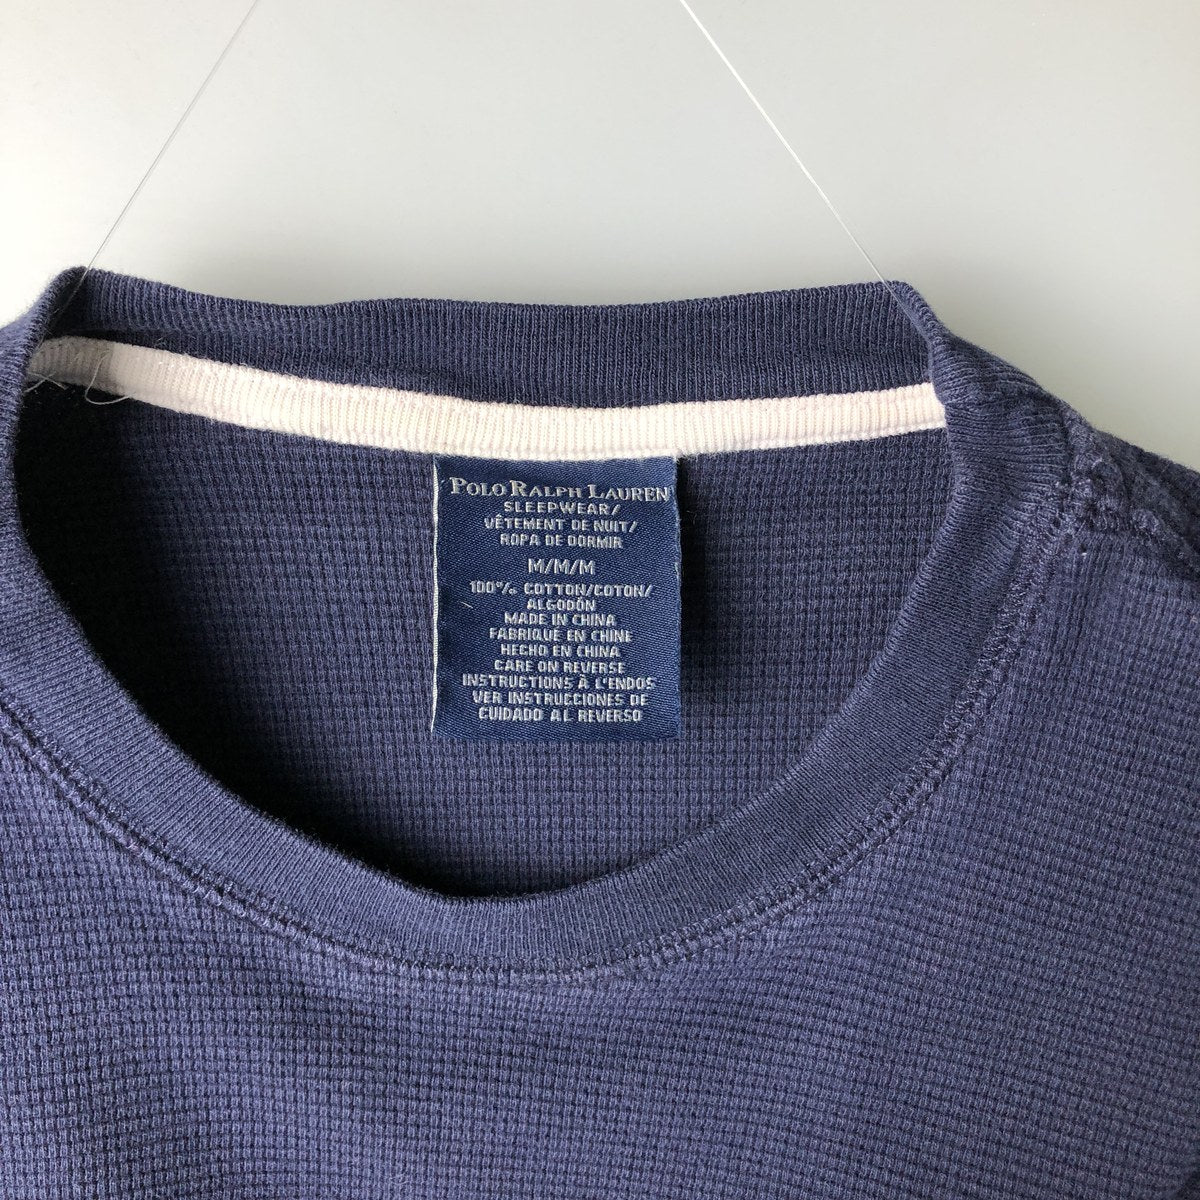 POLO RALPH LAUREN
SLEEPWEAR/
VÊTEMENT DE NUIT/
ROPA DE DORMIR
M/M/M
100% COTTON/COTON/
ALGODÓN
MADE IN CHINA
FABRIQUÉ EN CHINE
HECHO EN CHINA
CARE ON REVERSE
INSTRUCTIONS À L'ENDOS
VER INSTRUCCIONES DE
CUIDADO AL REVERSO